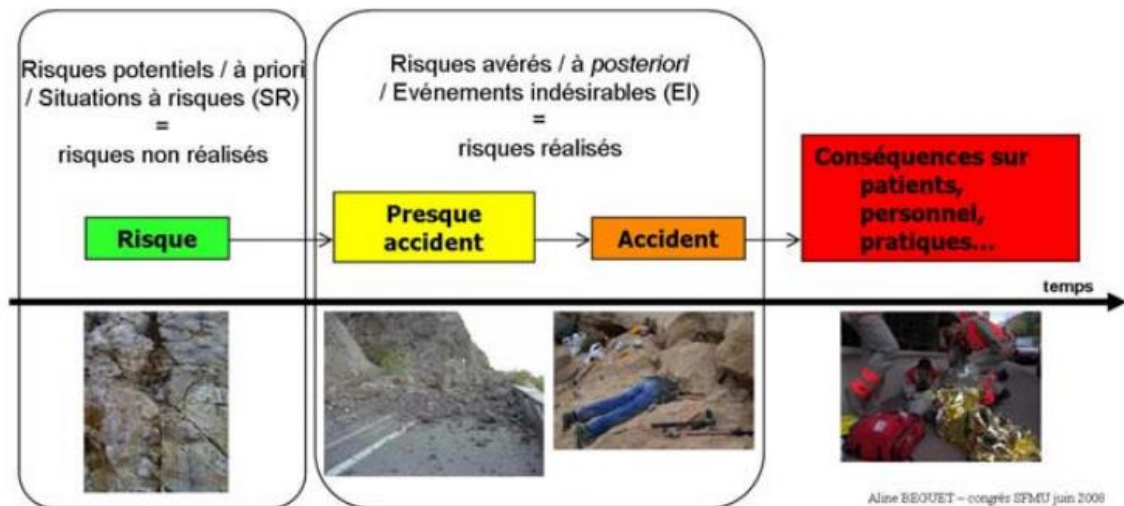 Risques potentiels / à priori
/ Situations à risques (SR)
=
risques non réalisés
Risques avérés / à posteriori
/ Evénements indésirables (EI)
=
risques réalisés
Risque
Presque
accident
Accident
Conséquences sur
patients,
personnel,
pratiques...
temps
Aline BEGUET – congrès SFMU juin 2008